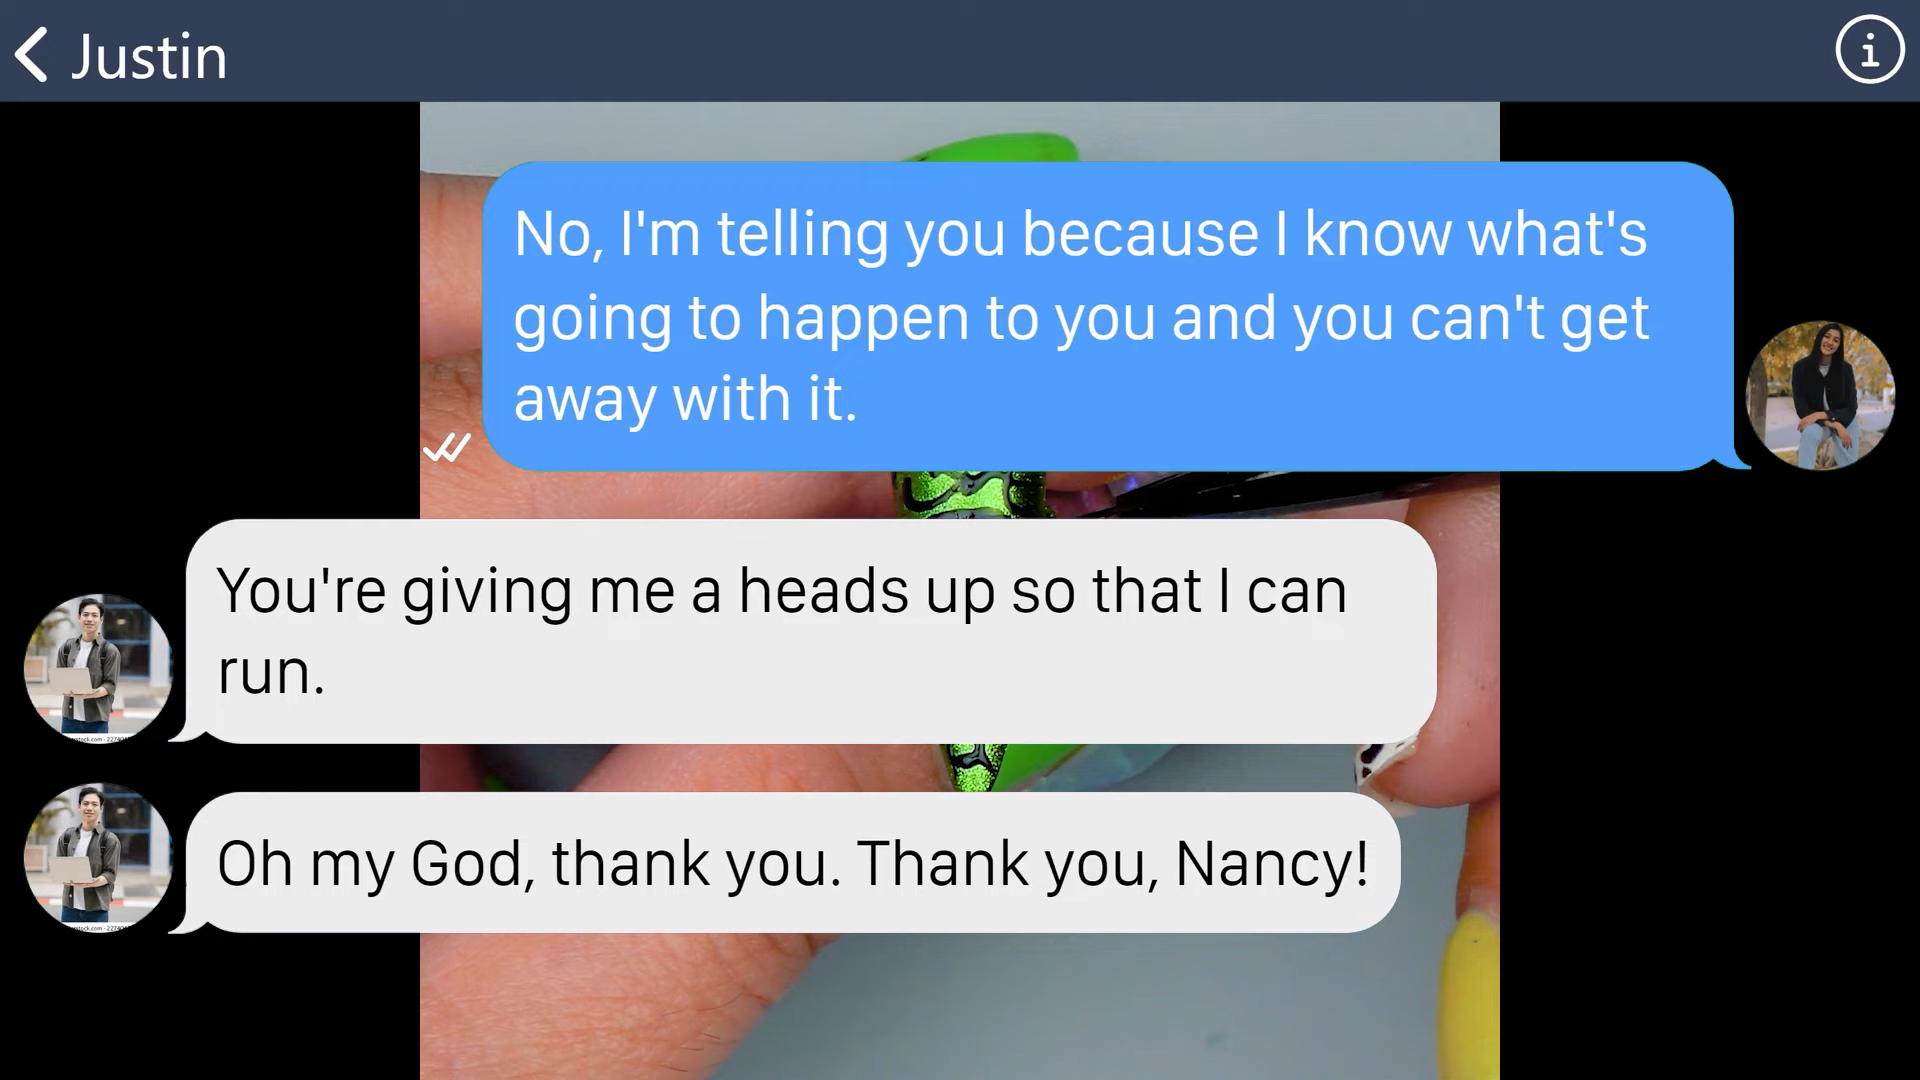 Justin
No, I'm telling you because I know what's
going to happen to you and you can't get
away with it.
You're giving me a heads up so that I can
run.
Oh my God, thank you. Thank you, Nancy!